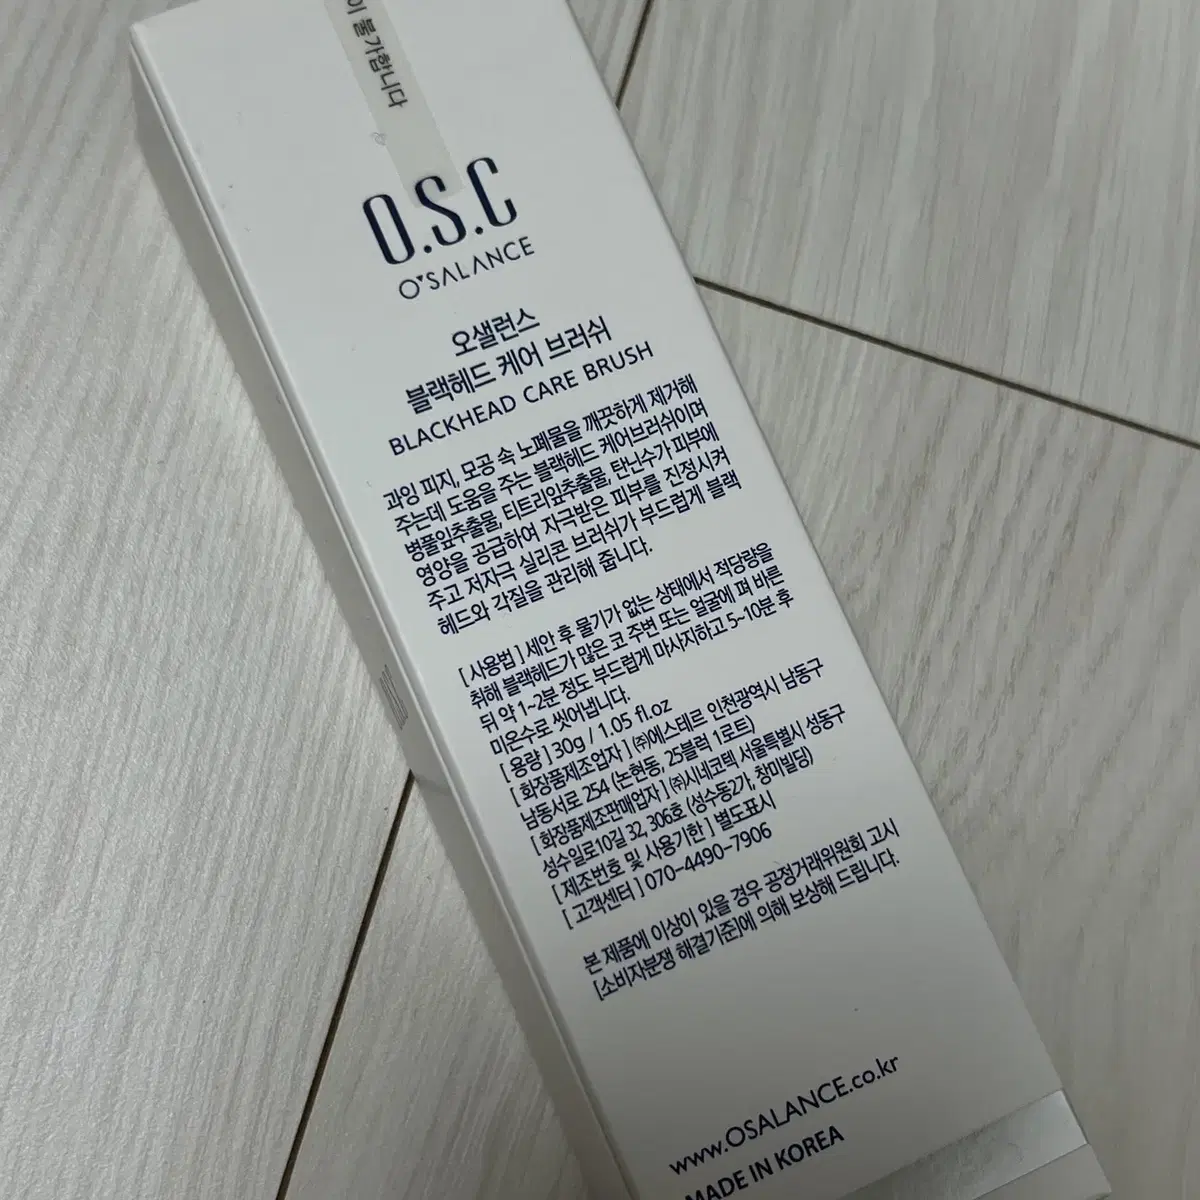 이 불가합니다
O.S.C
O'SALANCE
오샐런스
블랙헤드 케어 브러쉬
BLACKHEAD CARE BRUSH
과잉 피지, 모공 속 노폐물을 깨끗하게 제거해
주는데 도움을 주는 블랙헤드 케어브러쉬이며
병풀잎추출물, 티트리잎추출물, 탄닌수가 피부에
영양을 공급하여 자극받은 피부를 진정시켜
주고 저자극 실리콘 브러쉬가 부드럽게 블랙
헤드와 각질을 관리해 줍니다.
[ 사용법 ] 세안 후 물기가 없는 상태에서 적당량을
취해 블랙헤드가 많은 코 주변 또는 얼굴에 펴 바른
뒤 약 1~2분 정도 부드럽게 마사지하고 5~10분 후
미온수로 씻어냅니다.
[ 용량 ] 30g / 1.05 fl.oz
[ 화장품제조업자 ] ㈜에스테르 인천광역시 남동구
남동서로 254 (논현동, 25블럭 1로트)
[ 화장품제조판매업자 ] ㈜시네코텍 서울특별시 성동구
성수일로10길 32, 306호 (성수동2가, 창미빌딩)
[ 제조번호 및 사용기한 ] 별도표시
[ 고객센터 ] 070-4490-7906
본 제품에 이상이 있을 경우 공정거래위원회 고시
[소비자분쟁 해결기준]에 의해 보상해 드립니다.
www.OSALANCE.co.kr
MADE IN KOREA